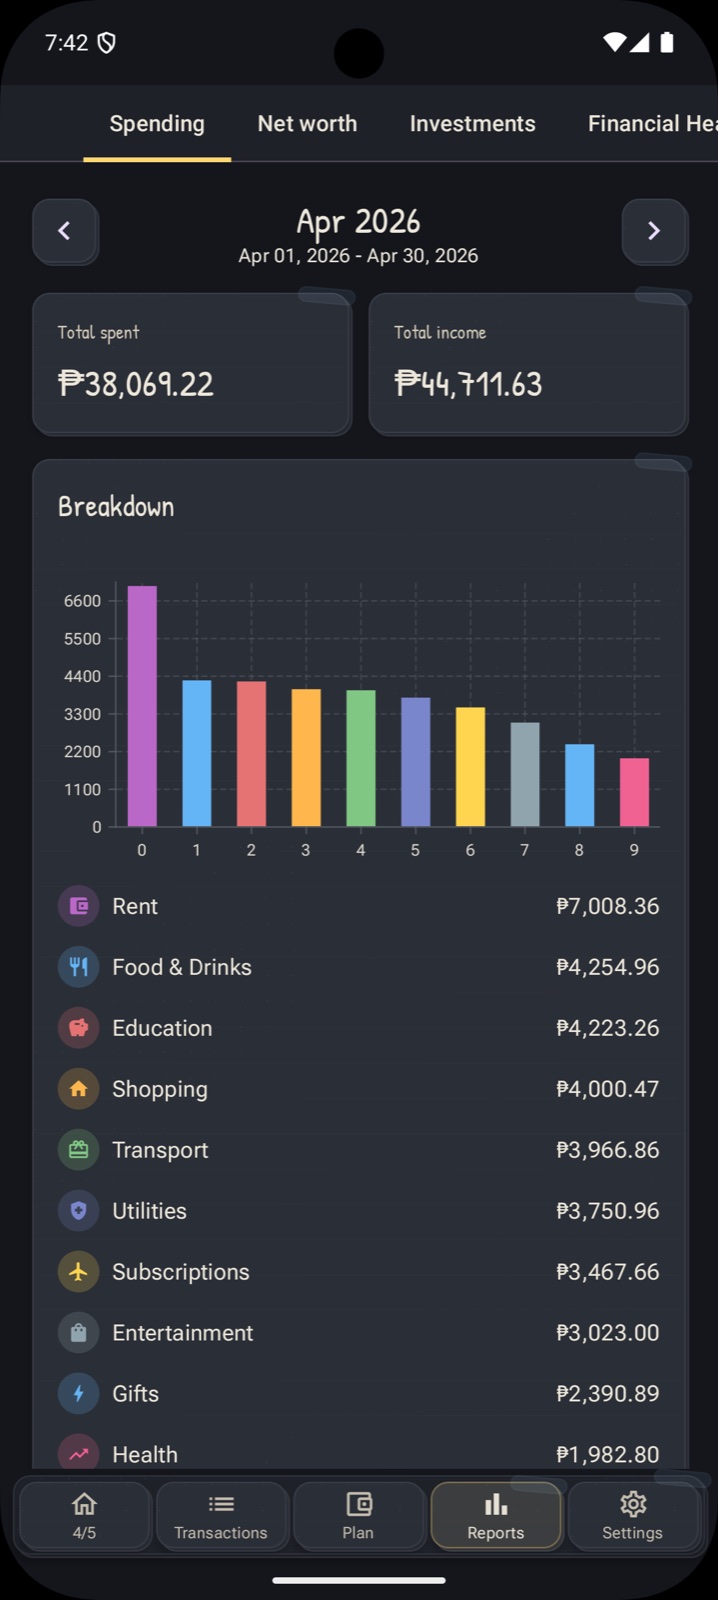 7:42
Spending Net worth Investments Financial Hea
Apr 2026
Apr 01, 2026 - Apr 30, 2026
Total spent
₱38,069.22
Total income
₱44,711.63
Breakdown
6600
5500
4400
3300
2200
1100
0
0 1 2 3 4 5 6 7 8 9
Rent ₱7,008.36
Food & Drinks ₱4,254.96
Education ₱4,223.26
Shopping ₱4,000.47
Transport ₱3,966.86
Utilities ₱3,750.96
Subscriptions ₱3,467.66
Entertainment ₱3,023.00
Gifts ₱2,390.89
Health ₱1,982.80
4/5 Transactions Plan Reports Settings